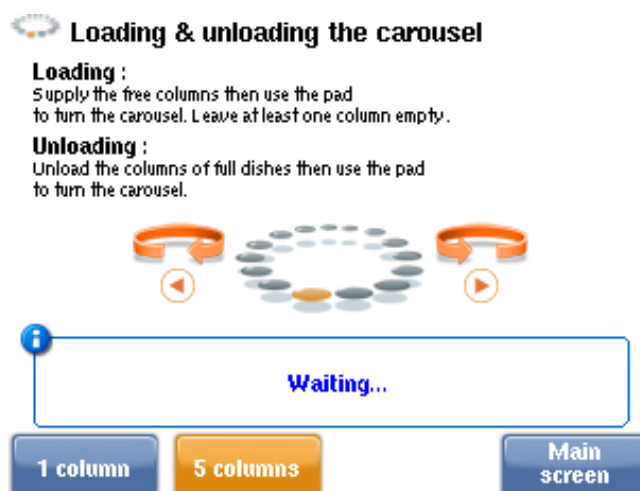 Loading & unloading the carousel
Loading :
Supply the free columns then use the pad
to turn the carousel. Leave at least one column empty.
Unloading :
Unload the columns of full dishes then use the pad
to turn the carousel.
i
Waiting...
1 column
5 columns
Main
screen